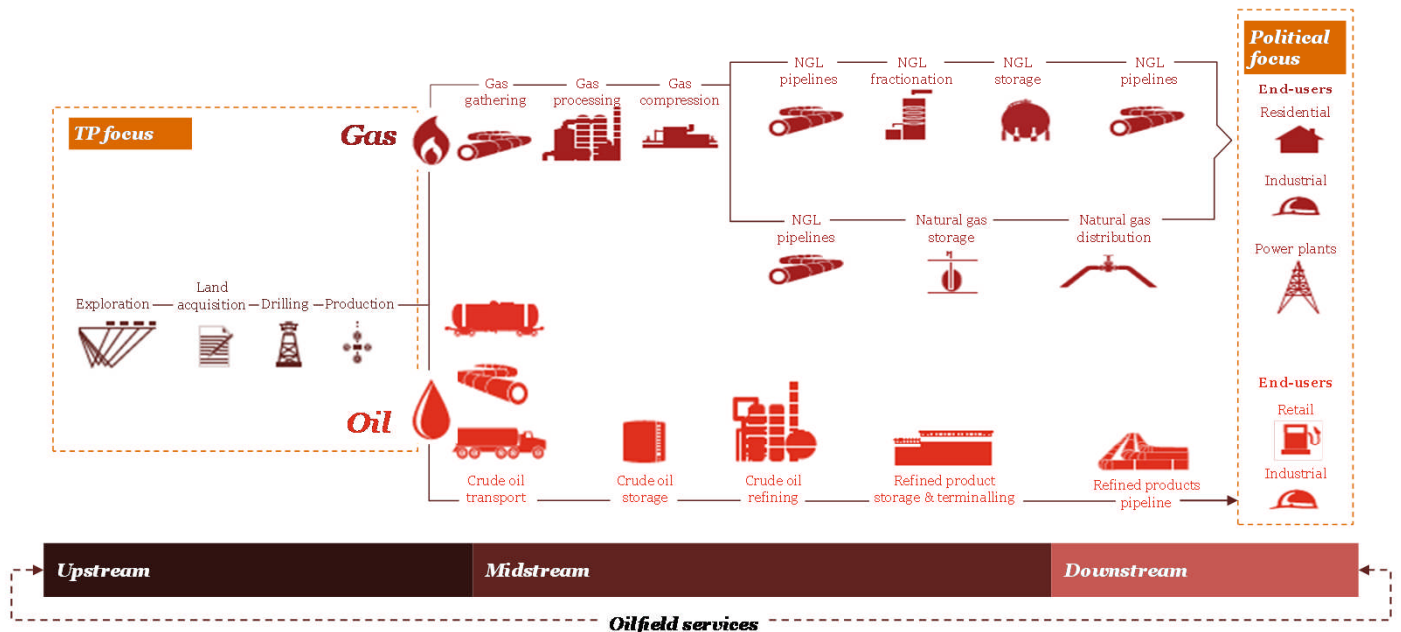 Political
focus
TP focus
Gas
Gas
gathering
Gas
processing
Gas
compression
NGL
pipelines
NGL
fractionation
NGL
storage
NGL
pipelines
End-users
Residential
Industrial
Power plants
NGL
pipelines
Natural gas
storage
Natural gas
distribution
Exploration
Land
acquisition
Drilling
Production
Oil
Crude oil
transport
Crude oil
storage
Crude oil
refining
Refined product
storage & terminalling
Refined products
pipeline
End-users
Retail
Industrial
Upstream
Midstream
Downstream
Oilfield services